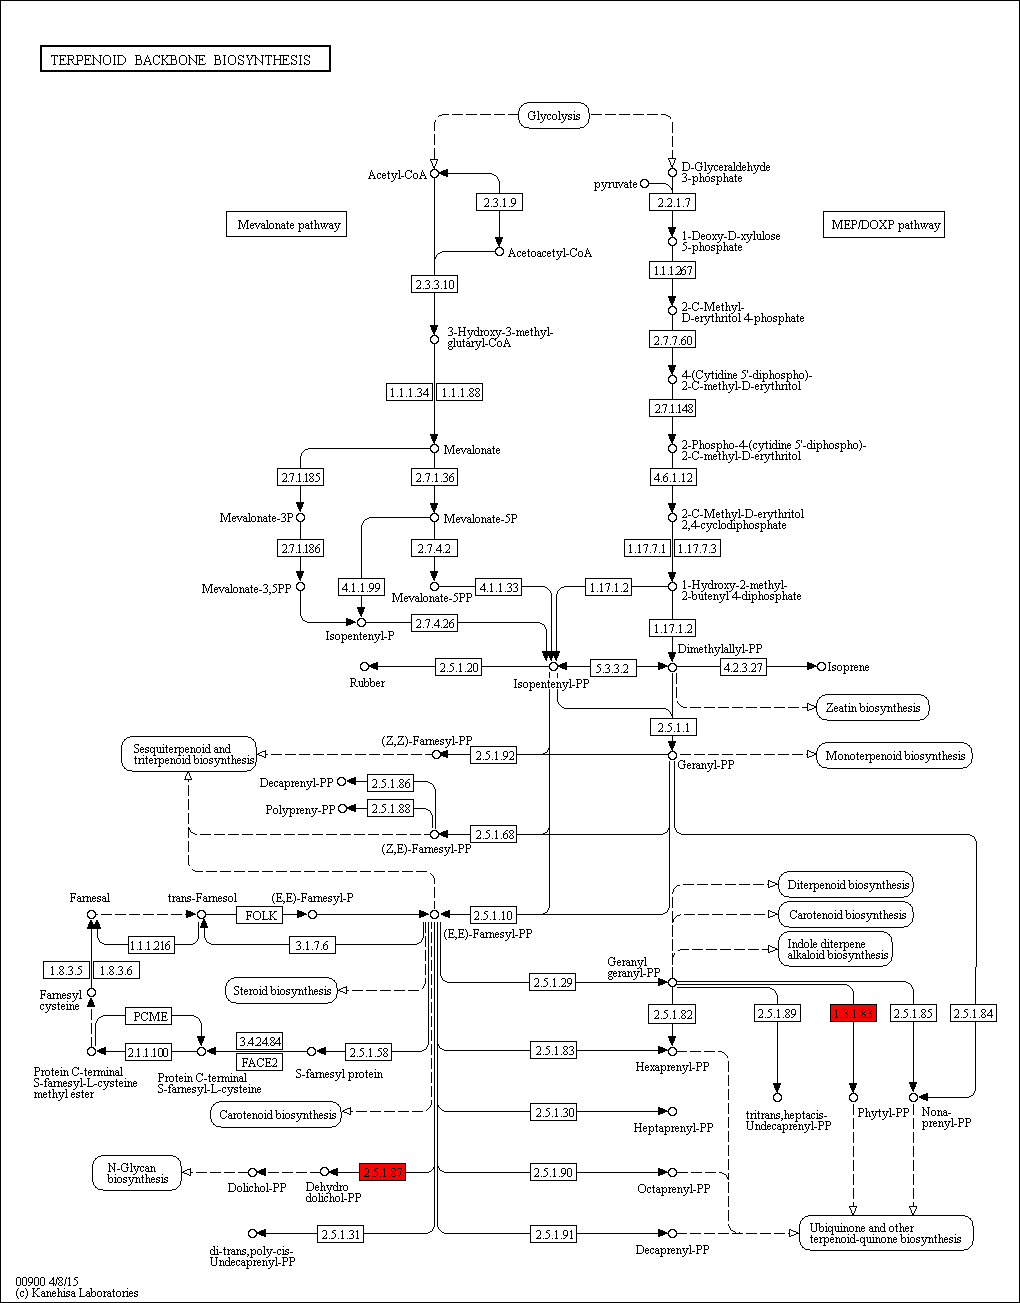 TERPENOID BACKBONE BIOSYNTHESIS
Glycolysis
Acetyl-CoA
D-Glyceraldehyde
3-phosphate
pyruvate
2.3.1.9
2.2.1.7
Mevalonate pathway
MEP/DOXP pathway
1-Deoxy-D-xylulose
5-phosphate
Acetoacetyl-CoA
1.1.1.267
2.3.3.10
2-C-Methyl-
D-erythritol 4-phosphate
3-Hydroxy-3-methyl-
glutaryl-CoA
2.7.7.60
4-(Cytidine 5'-diphospho)-
2-C-methyl-D-erythritol
1.1.1.34
1.1.1.88
2.7.1.148
Mevalonate
2-Phospho-4-(cytidine 5'-diphospho)-
2-C-methyl-D-erythritol
2.7.1.185
2.7.1.36
4.6.1.12
Mevalonate-3P
Mevalonate-5P
2-C-Methyl-D-erythritol
2,4-cyclodiphosphate
2.7.1.186
2.7.4.2
1.17.7.1
1.17.7.3
Mevalonate-3,5PP
4.1.1.99
Mevalonate-5PP
4.1.1.33
1.17.1.2
1-Hydroxy-2-methyl-
2-butenyl 4-diphosphate
Isopentenyl-P
2.7.4.26
1.17.1.2
Dimethylallyl-PP
Rubber
2.5.1.20
Isopentenyl-PP
5.3.3.2
4.2.3.27
Isoprene
Zeatin biosynthesis
2.5.1.1
Sesquiterpenoid and
triterpenoid biosynthesis
(Z,Z)-Farnesyl-PP
2.5.1.92
Geranyl-PP
Monoterpenoid biosynthesis
Decaprenyl-PP
2.5.1.86
Polypreny-PP
2.5.1.88
(Z,E)-Farnesyl-PP
2.5.1.68
Diterpenoid biosynthesis
Farnesal
trans-Farnesol
(E,E)-Farnesyl-P
FOLK
2.5.1.10
Carotenoid biosynthesis
(E,E)-Farnesyl-PP
1.1.1.216
3.1.7.6
Indole diterpene
alkaloid biosynthesis
1.8.3.5
1.8.3.6
Geranyl
geranyl-PP
Farnesyl
cysteine
Steroid biosynthesis
2.5.1.29
PCME
2.5.1.82
2.5.1.89
1.3.1.83
2.5.1.85
2.5.1.84
3.4.24.84
2.1.1.100
FACE2
2.5.1.58
2.5.1.83
Protein C-terminal
S-farnesyl-L-cysteine
methyl ester
Protein C-terminal
S-farnesyl-L-cysteine
S-farnesyl protein
Hexaprenyl-PP
Carotenoid biosynthesis
2.5.1.30
Heptaprenyl-PP
tritrans,heptacis-
Undecaprenyl-PP
Phytyl-PP
Nona-
prenyl-PP
N-Glycan
biosynthesis
Dolichol-PP
Dehydro
dolichol-PP
2.5.1.87
2.5.1.90
Octaprenyl-PP
di-trans,poly-cis-
Undecaprenyl-PP
2.5.1.31
2.5.1.91
Decaprenyl-PP
Ubiquinone and other
terpenoid-quinone biosynthesis
00900 4/8/15
(c) Kanehisa Laboratories